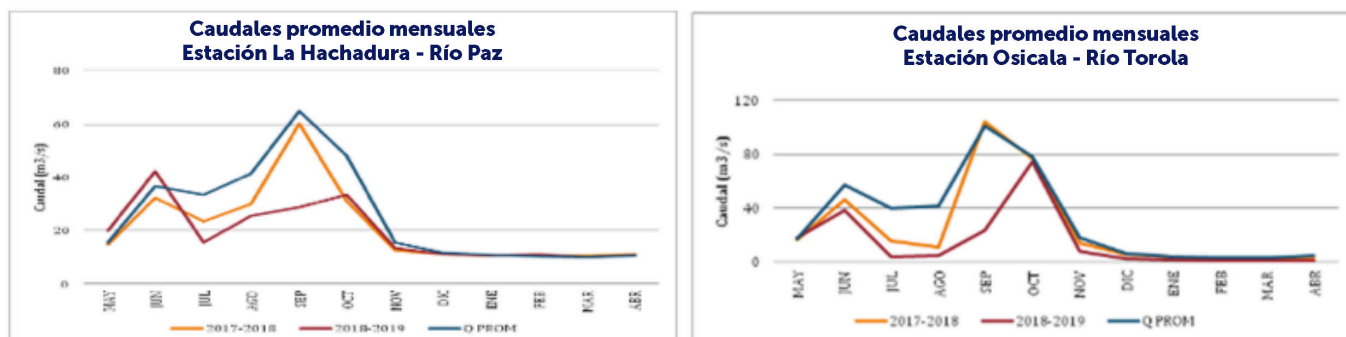 Caudales promedio mensuales
Estación La Hachadura - Río Paz
80
60
40
20
0
Caudal (m3/s)
MAY JUN JUL AGO SEP OCT NOV DIC ENE FEB MAR ABR
2017-2018 2018-2019 Q PROM
Caudales promedio mensuales
Estación Osicala - Río Torola
120
80
40
0
Caudal (m3/s)
MAY JUN JUL AGO SEP OCT NOV DIC ENE FEB MAR ABR
2017-2018 2018-2019 Q PROM